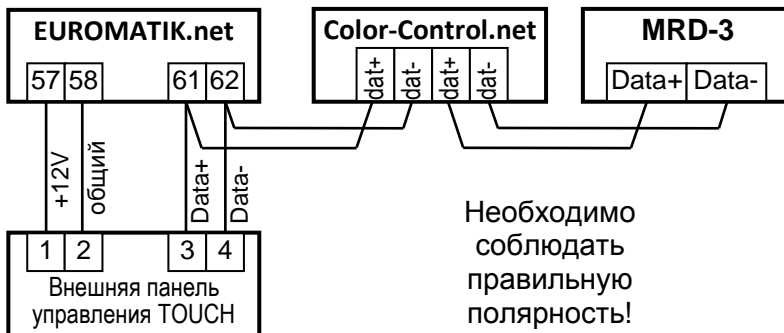 EUROMATIK.net
57 58 61 62
Color-Control.net
dat+ dat- dat+ dat-
MRD-3
Data+ Data-
+12V
общий
Data+
Data-
1 2 3 4
Внешняя панель
управления TOUCH
Необходимо
соблюдать
правильную
полярность!